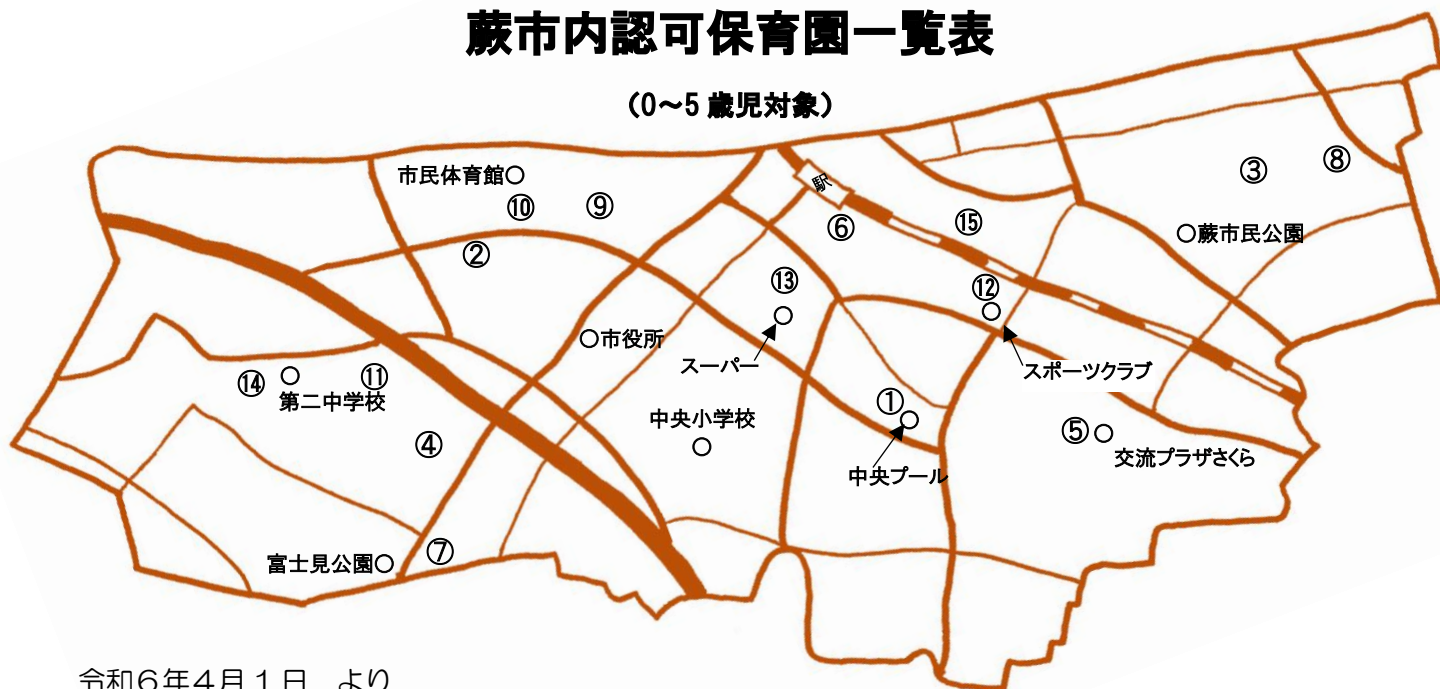 蕨市内認可保育園一覧表
（0～5 歳児対象）
市民体育館
駅
③
⑧
⑩
⑨
⑥
⑮
蕨市民公園
②
⑬
⑫
市役所
スーパー
スポーツクラブ
⑭
⑪
第二中学校
中央小学校
①
④
⑤
交流プラザさくら
中央プール
⑦
富士見公園
令和６年４月１日　より